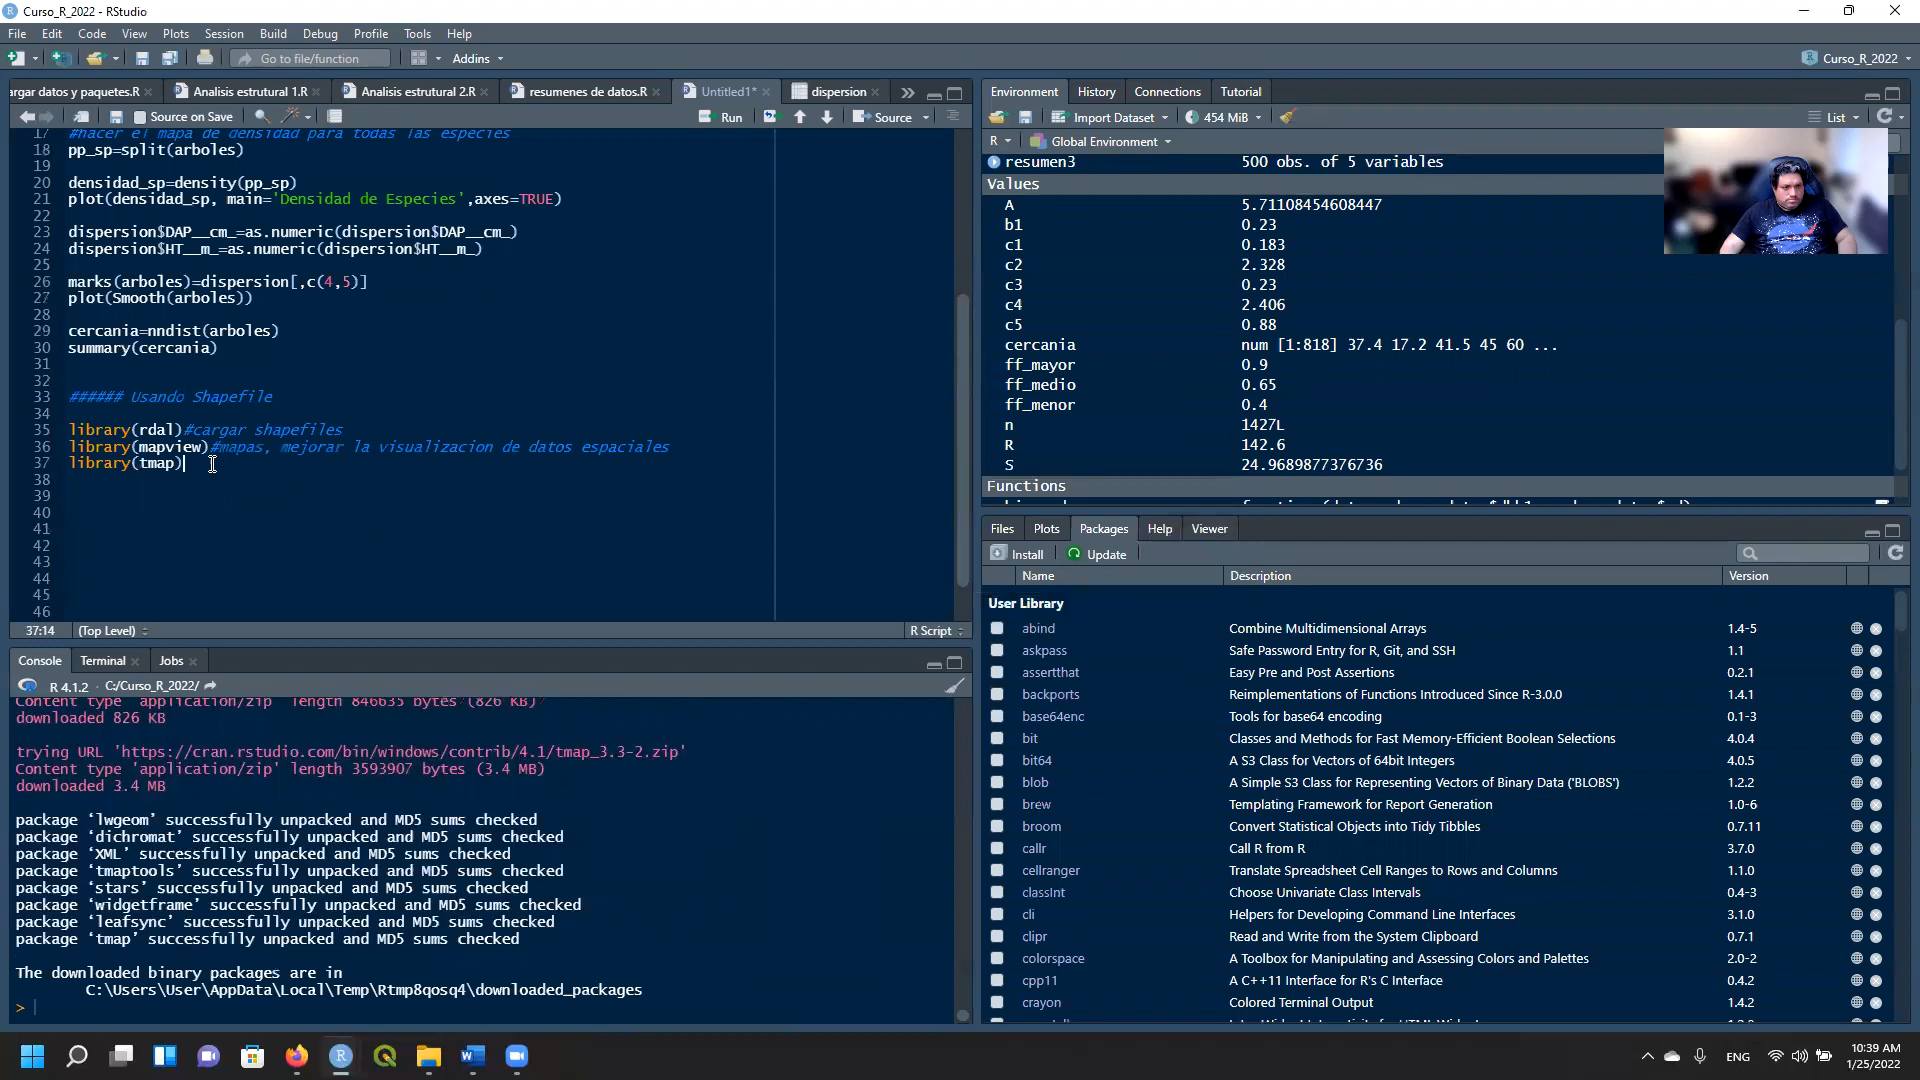 Curso_R_2022 - RStudio
File Edit Code View Plots Session Build Debug Profile Tools Help
Go to file/function Addins Curso_R_2022
argar datos y paquetes.R Analisis estrutural 1.R Analisis estrutural 2.R resumenes de datos.R Untitled1* dispersion
Source on Save Run Source
17 #hacer el mapa de densidad para todas las especies
18 pp_sp=split(arboles)
19
20 densidad_sp=density(pp_sp)
21 plot(densidad_sp, main='Densidad de Especies',axes=TRUE)
22
23 dispersion$DAP__cm_=as.numeric(dispersion$DAP__cm_)
24 dispersion$HT__m_=as.numeric(dispersion$HT__m_)
25
26 marks(arboles)=dispersion[,c(4,5)]
27 plot(Smooth(arboles))
28
29 cercania=nndist(arboles)
30 summary(cercania)
31
32
33 ###### Usando Shapefile
34
35 library(rdal)#cargar shapefiles
36 library(mapview)#mapas, mejorar la visualizacion de datos espaciales
37 library(tmap)
38
39
40
41
42
43
44
45
46
37:14 (Top Level) R Script
Console Terminal Jobs
R 4.1.2 · C:/Curso_R_2022/
Content type 'application/zip' length 846635 bytes (826 KB)
downloaded 826 KB
trying URL 'https://cran.rstudio.com/bin/windows/contrib/4.1/tmap_3.3-2.zip'
Content type 'application/zip' length 3593907 bytes (3.4 MB)
downloaded 3.4 MB
package ‘lwgeom’ successfully unpacked and MD5 sums checked
package ‘dichromat’ successfully unpacked and MD5 sums checked
package ‘XML’ successfully unpacked and MD5 sums checked
package ‘tmaptools’ successfully unpacked and MD5 sums checked
package ‘stars’ successfully unpacked and MD5 sums checked
package ‘widgetframe’ successfully unpacked and MD5 sums checked
package ‘leafsync’ successfully unpacked and MD5 sums checked
package ‘tmap’ successfully unpacked and MD5 sums checked
The downloaded binary packages are in
C:\Users\User\AppData\Local\Temp\Rtmp8qosq4\downloaded_packages
>
Environment History Connections Tutorial
Import Dataset 454 MiB List
R Global Environment
resumen3 500 obs. of 5 variables
Values
A 5.71108454608447
b1 0.23
c1 0.183
c2 2.328
c3 0.23
c4 2.406
c5 0.88
cercania num [1:818] 37.4 17.2 41.5 45 60 ...
ff_mayor 0.9
ff_medio 0.65
ff_menor 0.4
n 1427L
R 142.6
S 24.9689877376736
Functions
Files Plots Packages Help Viewer
Install Update
Name Description Version
User Library
abind Combine Multidimensional Arrays 1.4-5
askpass Safe Password Entry for R, Git, and SSH 1.1
assertthat Easy Pre and Post Assertions 0.2.1
backports Reimplementations of Functions Introduced Since R-3.0.0 1.4.1
base64enc Tools for base64 encoding 0.1-3
bit Classes and Methods for Fast Memory-Efficient Boolean Selections 4.0.4
bit64 A S3 Class for Vectors of 64bit Integers 4.0.5
blob A Simple S3 Class for Representing Vectors of Binary Data ('BLOBS') 1.2.2
brew Templating Framework for Report Generation 1.0-6
broom Convert Statistical Objects into Tidy Tibbles 0.7.11
callr Call R from R 3.7.0
cellranger Translate Spreadsheet Cell Ranges to Rows and Columns 1.1.0
classInt Choose Univariate Class Intervals 0.4-3
cli Helpers for Developing Command Line Interfaces 3.1.0
clipr Read and Write from the System Clipboard 0.7.1
colorspace A Toolbox for Manipulating and Assessing Colors and Palettes 2.0-2
cpp11 A C++11 Interface for R's C Interface 0.4.2
crayon Colored Terminal Output 1.4.2
ENG 10:39 AM
1/25/2022